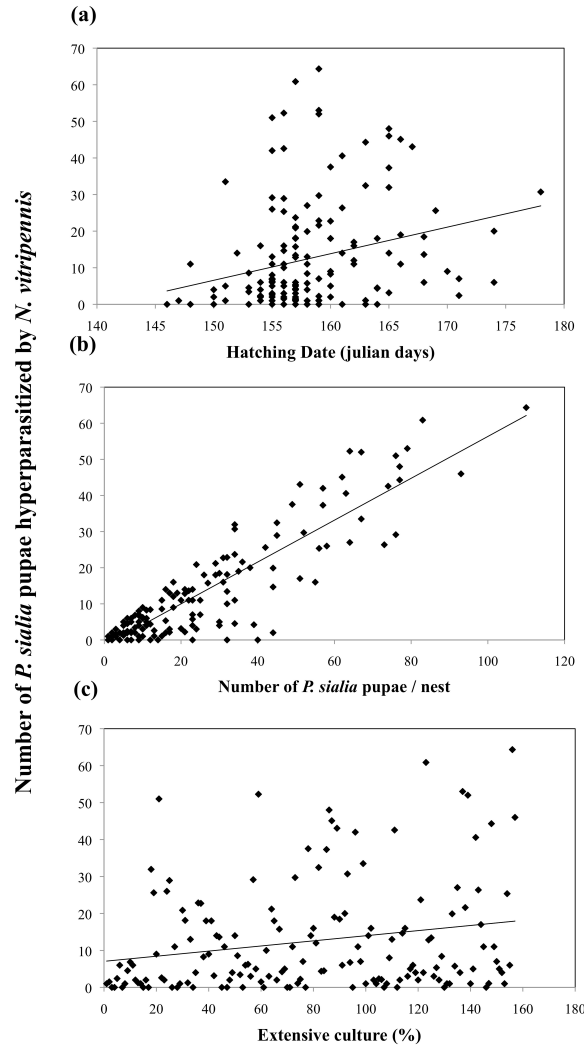 Number of P. sialia pupae hyperparasitized by N. vitripennis
(a)
70
60
50
40
30
20
10
0
140 145 150 155 160 165 170 175 180
Hatching Date (julian days)
(b)
70
60
50
40
30
20
10
0
0 20 40 60 80 100 120
Number of P. sialia pupae / nest
(c)
70
60
50
40
30
20
10
0
0 20 40 60 80 100 120 140 160 180
Extensive culture (%)